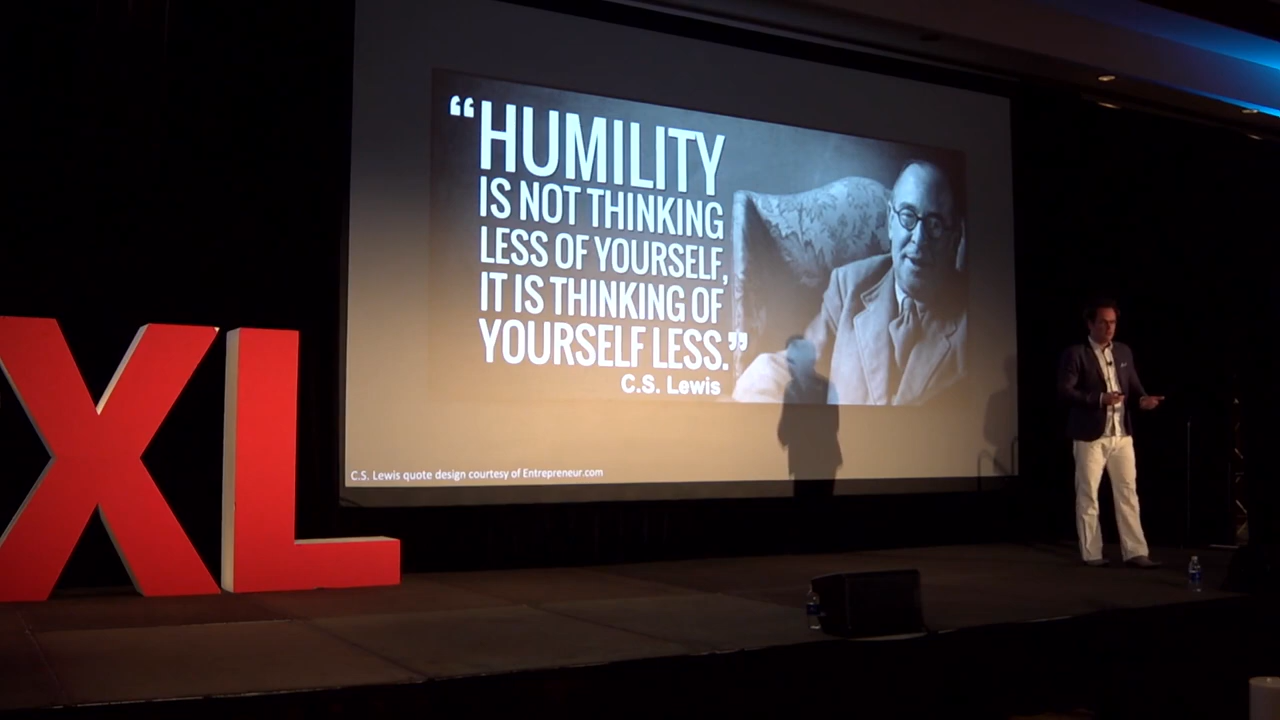 “HUMILITY
IS NOT THINKING
LESS OF YOURSELF,
IT IS THINKING OF
YOURSELF LESS.”
C.S. Lewis
C.S. Lewis quote design courtesy of Entrepreneur.com
XL